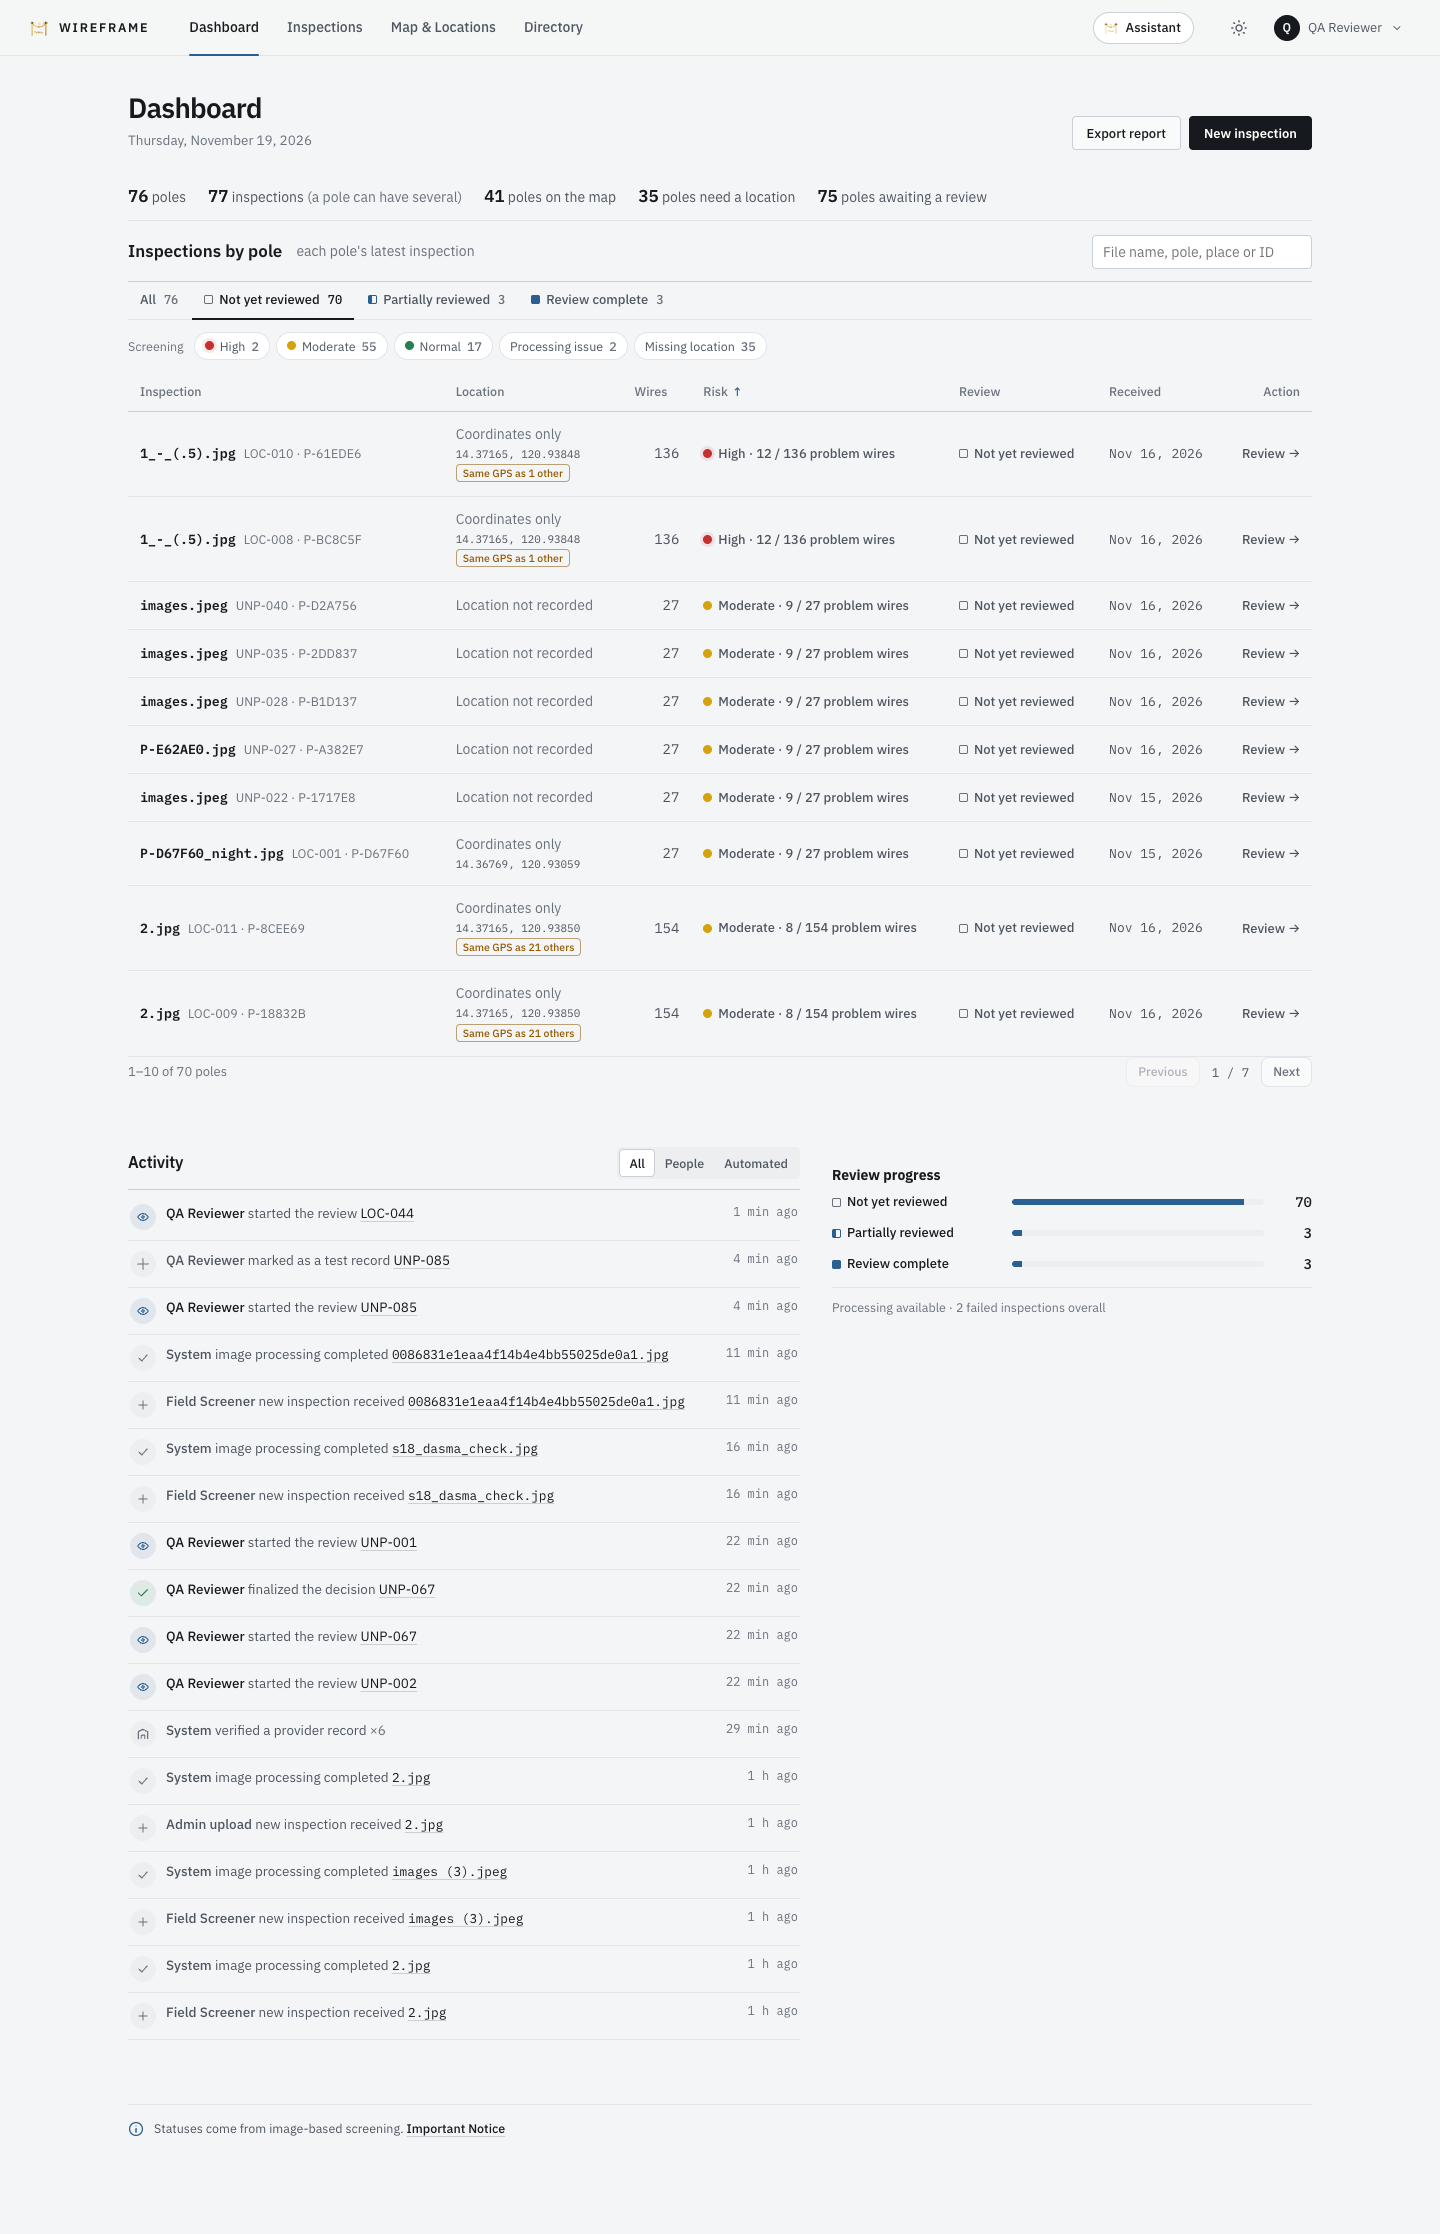 WIREFRAME Dashboard Inspections Map & Locations Directory Assistant Q QA Reviewer
Dashboard
Thursday, November 19, 2026
Export report New inspection
76 poles 77 inspections (a pole can have several) 41 poles on the map 35 poles need a location 75 poles awaiting a review
Inspections by pole each pole's latest inspection File name, pole, place or ID
All 76 Not yet reviewed 70 Partially reviewed 3 Review complete 3
Screening High 2 Moderate 55 Normal 17 Processing issue 2 Missing location 35
Inspection Location Wires Risk ↑ Review Received Action
Coordinates only
1_-_(.5).jpg LOC-010 · P-61EDE6 14.37165, 120.93848 136 High · 12 / 136 problem wires Not yet reviewed Nov 16, 2026 Review →
Same GPS as 1 other
Coordinates only
1_-_(.5).jpg LOC-008 · P-BC8C5F 14.37165, 120.93848 136 High · 12 / 136 problem wires Not yet reviewed Nov 16, 2026 Review →
Same GPS as 1 other
images.jpeg UNP-040 · P-D2A756 Location not recorded 27 Moderate · 9 / 27 problem wires Not yet reviewed Nov 16, 2026 Review →
images.jpeg UNP-035 · P-2DD837 Location not recorded 27 Moderate · 9 / 27 problem wires Not yet reviewed Nov 16, 2026 Review →
images.jpeg UNP-028 · P-B1D137 Location not recorded 27 Moderate · 9 / 27 problem wires Not yet reviewed Nov 16, 2026 Review →
P-E62AE0.jpg UNP-027 · P-A382E7 Location not recorded 27 Moderate · 9 / 27 problem wires Not yet reviewed Nov 16, 2026 Review →
images.jpeg UNP-022 · P-1717E8 Location not recorded 27 Moderate · 9 / 27 problem wires Not yet reviewed Nov 15, 2026 Review →
Coordinates only
P-D67F60_night.jpg LOC-001 · P-D67F60 14.36769, 120.93059 27 Moderate · 9 / 27 problem wires Not yet reviewed Nov 15, 2026 Review →
Coordinates only
2.jpg LOC-011 · P-8CEE69 14.37165, 120.93850 154 Moderate · 8 / 154 problem wires Not yet reviewed Nov 16, 2026 Review →
Same GPS as 21 others
Coordinates only
2.jpg LOC-009 · P-18832B 14.37165, 120.93850 154 Moderate · 8 / 154 problem wires Not yet reviewed Nov 16, 2026 Review →
Same GPS as 21 others
1–10 of 70 poles Previous 1 / 7 Next
Activity All People Automated
QA Reviewer started the review LOC-044 1 min ago
QA Reviewer marked as a test record UNP-085 4 min ago
QA Reviewer started the review UNP-085 4 min ago
System image processing completed 0086831e1eaa4f14b4e4bb55025de0a1.jpg 11 min ago
Field Screener new inspection received 0086831e1eaa4f14b4e4bb55025de0a1.jpg 11 min ago
System image processing completed s18_dasma_check.jpg 16 min ago
Field Screener new inspection received s18_dasma_check.jpg 16 min ago
QA Reviewer started the review UNP-001 22 min ago
QA Reviewer finalized the decision UNP-067 22 min ago
QA Reviewer started the review UNP-067 22 min ago
QA Reviewer started the review UNP-002 22 min ago
System verified a provider record ×6 29 min ago
System image processing completed 2.jpg 1 h ago
Admin upload new inspection received 2.jpg 1 h ago
System image processing completed images (3).jpeg 1 h ago
Field Screener new inspection received images (3).jpeg 1 h ago
System image processing completed 2.jpg 1 h ago
Field Screener new inspection received 2.jpg 1 h ago
Review progress
Not yet reviewed 70
Partially reviewed 3
Review complete 3
Processing available · 2 failed inspections overall
Statuses come from image-based screening. Important Notice